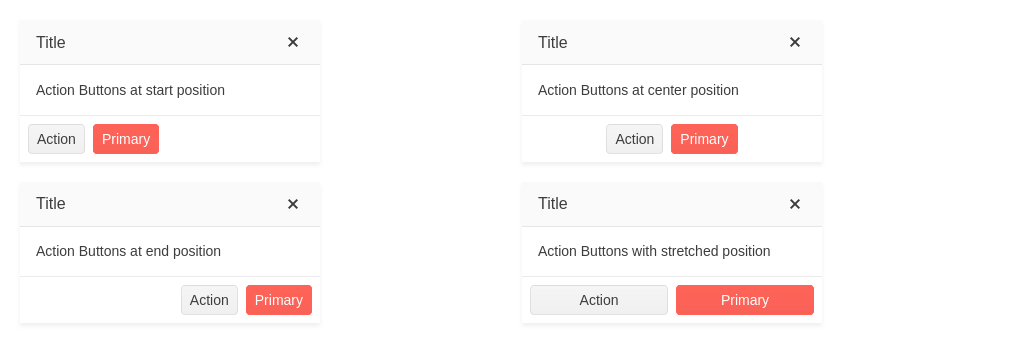 Title
Action Buttons at start position
Action Primary
Title
Action Buttons at center position
Action Primary
Title
Action Buttons at end position
Action Primary
Title
Action Buttons with stretched position
Action Primary